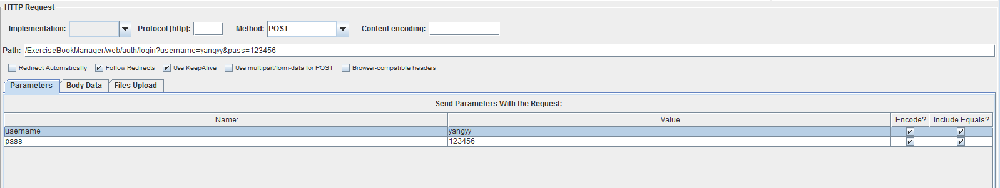 HTTP Request
Implementation: Protocol [http]: Method: POST Content encoding:
Path: /ExerciseBookManager/web/auth/login?username=yangyy&pass=123456
Redirect Automatically Follow Redirects Use KeepAlive Use multipart/form-data for POST Browser-compatible headers
Parameters Body Data Files Upload
Send Parameters With the Request:
Name: Value Encode? Include Equals?
username yangyy
pass 123456